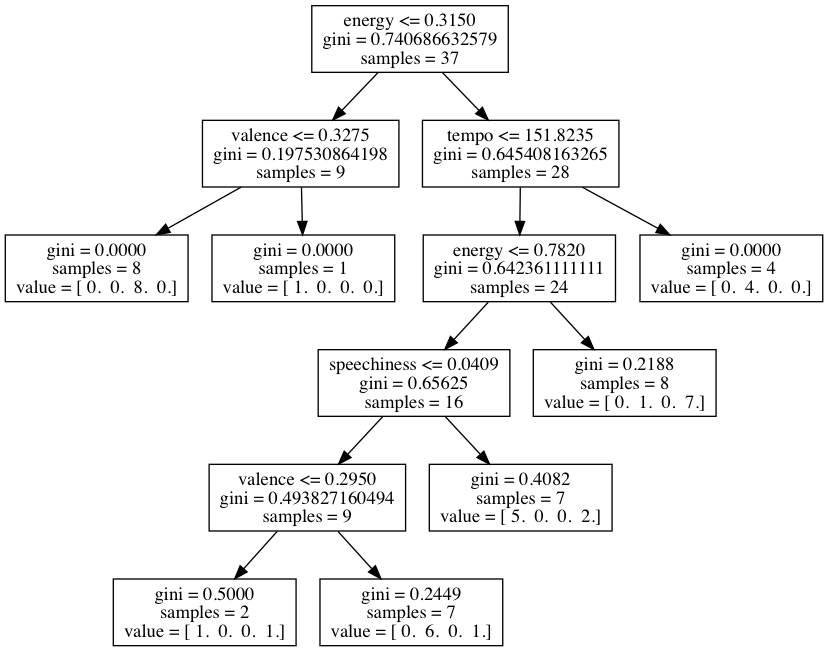 energy <= 0.3150
gini = 0.740686632579
samples = 37
valence <= 0.3275
gini = 0.197530864198
samples = 9
tempo <= 151.8235
gini = 0.645408163265
samples = 28
gini = 0.0000
samples = 8
value = [ 0. 0. 8. 0.]
gini = 0.0000
samples = 1
value = [ 1. 0. 0. 0.]
energy <= 0.7820
gini = 0.642361111111
samples = 24
gini = 0.0000
samples = 4
value = [ 0. 4. 0. 0.]
speechiness <= 0.0409
gini = 0.65625
samples = 16
gini = 0.2188
samples = 8
value = [ 0. 1. 0. 7.]
valence <= 0.2950
gini = 0.493827160494
samples = 9
gini = 0.4082
samples = 7
value = [ 5. 0. 0. 2.]
gini = 0.5000
samples = 2
value = [ 1. 0. 0. 1.]
gini = 0.2449
samples = 7
value = [ 0. 6. 0. 1.]